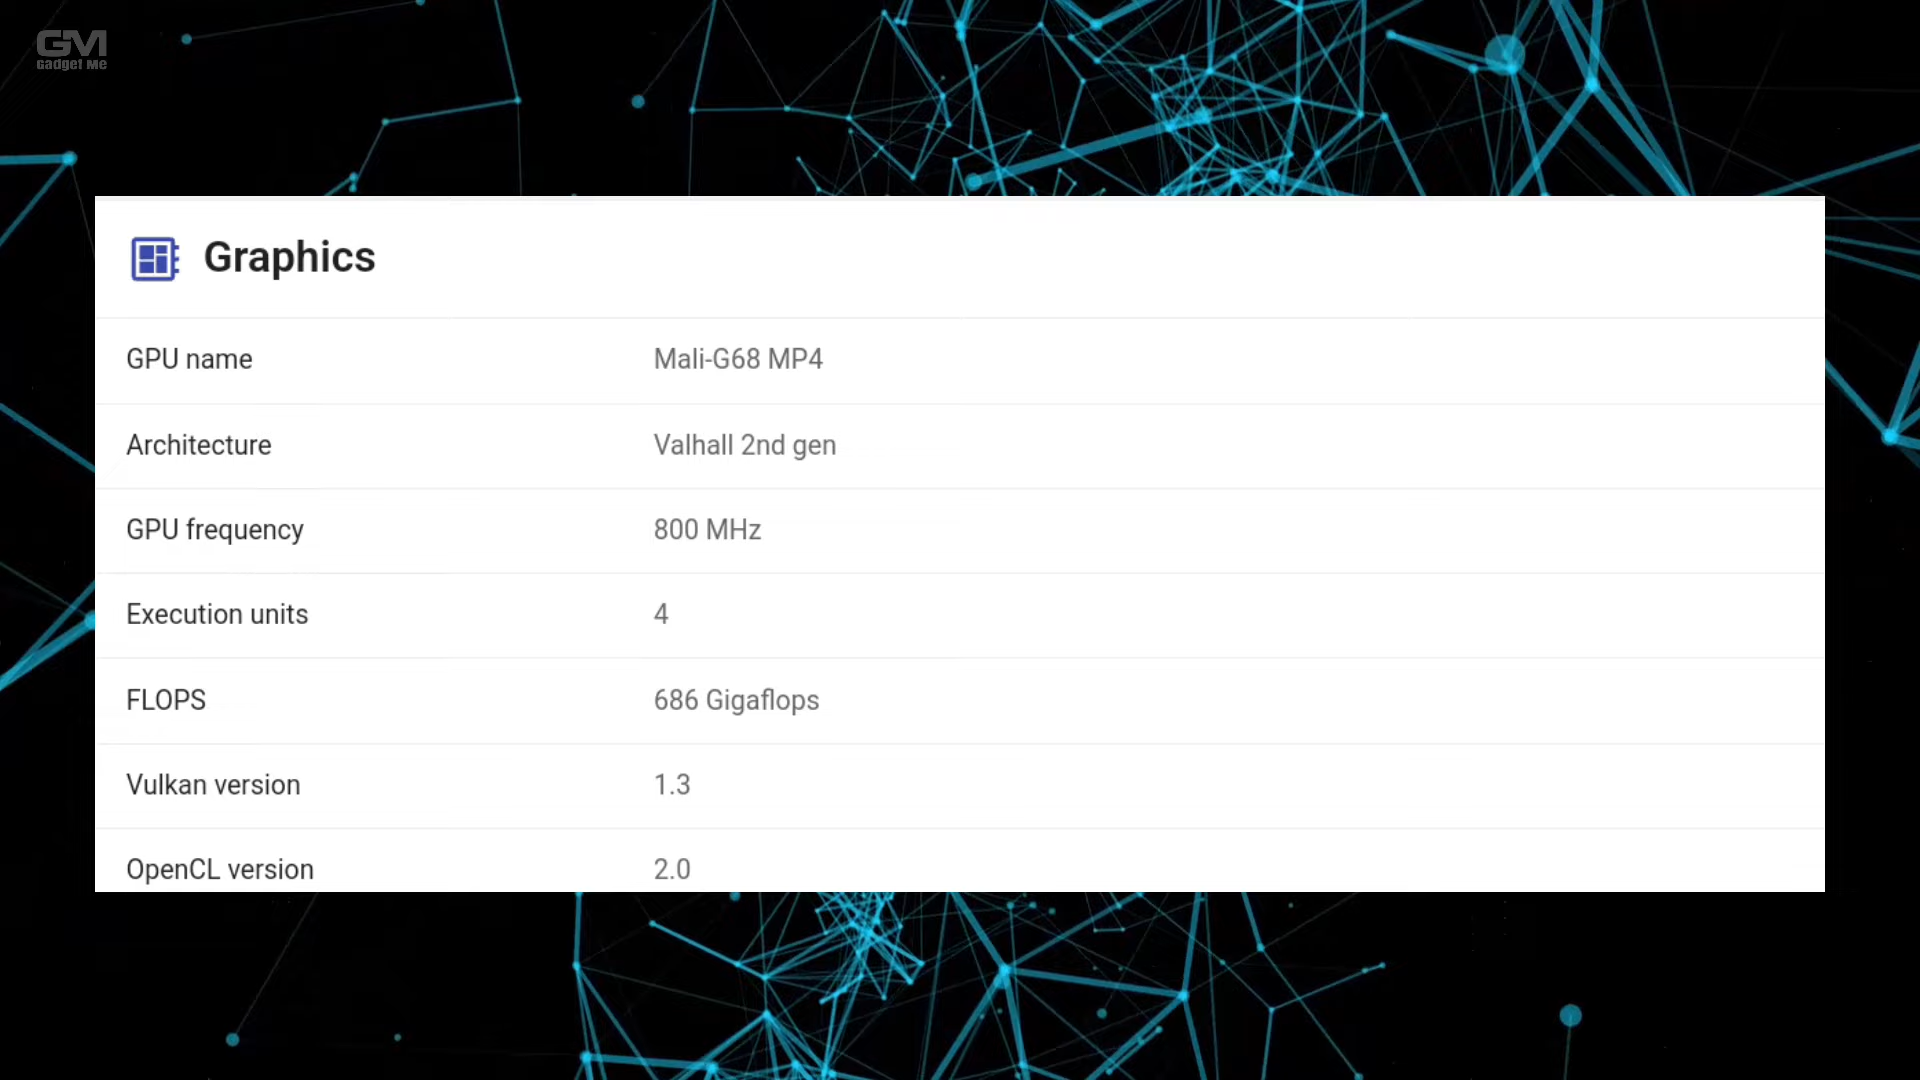 GM
Gadget Me
Graphics
GPU name Mali-G68 MP4
Architecture Valhall 2nd gen
GPU frequency 800 MHz
Execution units 4
FLOPS 686 Gigaflops
Vulkan version 1.3
OpenCL version 2.0